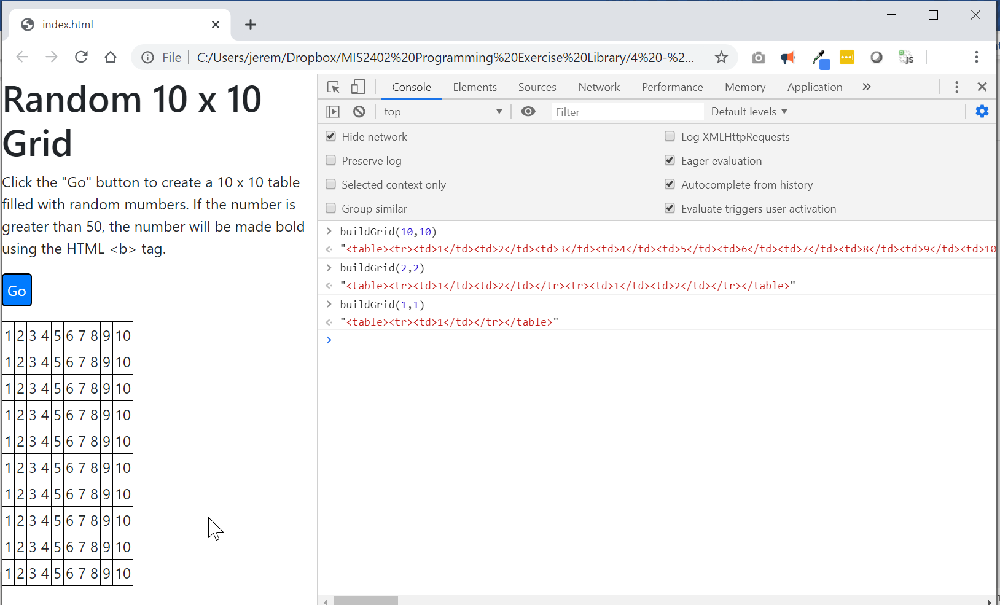 index.html
File
C:/Users/jerem/Dropbox/MIS2402%20Programming%20Exercise%20Library/4%20-%2...
js
Random 10 x 10
Grid
Click the "Go" button to create a 10 x 10 table
filled with random mumbers. If the number is
greater than 50, the number will be made bold
using the HTML <b> tag.
Go
1 2 3 4 5 6 7 8 9 10
1 2 3 4 5 6 7 8 9 10
1 2 3 4 5 6 7 8 9 10
1 2 3 4 5 6 7 8 9 10
1 2 3 4 5 6 7 8 9 10
1 2 3 4 5 6 7 8 9 10
1 2 3 4 5 6 7 8 9 10
1 2 3 4 5 6 7 8 9 10
1 2 3 4 5 6 7 8 9 10
1 2 3 4 5 6 7 8 9 10
Console Elements Sources Network Performance Memory Application »
top Filter Default levels
Hide network Log XMLHttpRequests
Preserve log Eager evaluation
Selected context only Autocomplete from history
Group similar Evaluate triggers user activation
buildGrid(10,10)
"<table><tr><td>1</td><td>2</td><td>3</td><td>4</td><td>5</td><td>6</td><td>7</td><td>8</td><td>9</td><td>10
buildGrid(2,2)
"<table><tr><td>1</td><td>2</td></tr><tr><td>1</td><td>2</td></tr></table>"
buildGrid(1,1)
"<table><tr><td>1</td></tr></table>"